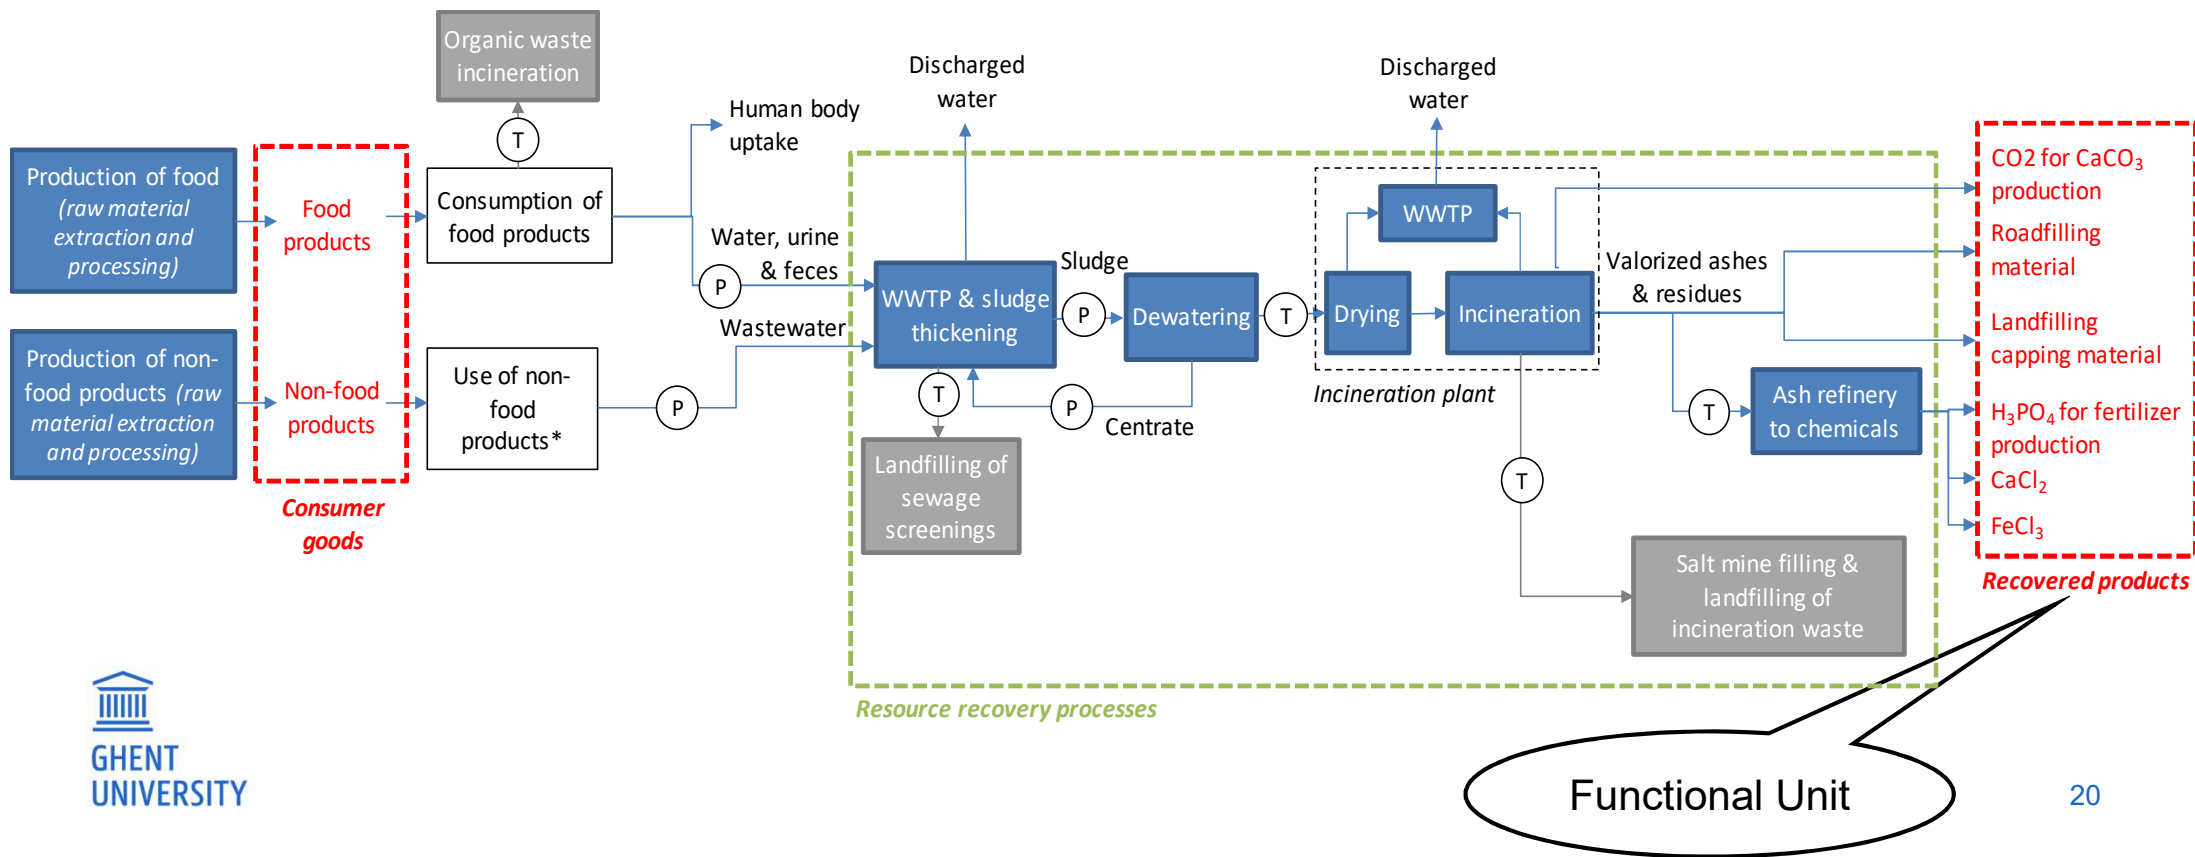 Organic waste
incineration
T
Production of food
(raw material
extraction and
processing)
Food
products
Consumption of
food products
Human body
uptake
Water, urine
& feces
P
Production of non-
food products (raw
material extraction
and processing)
Non-food
products
Consumer
goods
Use of non-
food
products*
P
Wastewater
Discharged
water
WWTP & sludge
thickening
T
Landfilling of
sewage
screenings
Sludge
P
Dewatering
P
Centrate
T
Discharged
water
WWTP
Drying
Incineration
Incineration plant
T
Valorized ashes
& residues
T
Ash refinery
to chemicals
Salt mine filling &
landfilling of
incineration waste
Resource recovery processes
CO2 for CaCO₃
production
Roadfilling
material
Landfilling
capping material
H₃PO₄ for fertilizer
production
CaCl₂
FeCl₃
Recovered products
Functional Unit
GHENT
UNIVERSITY
20